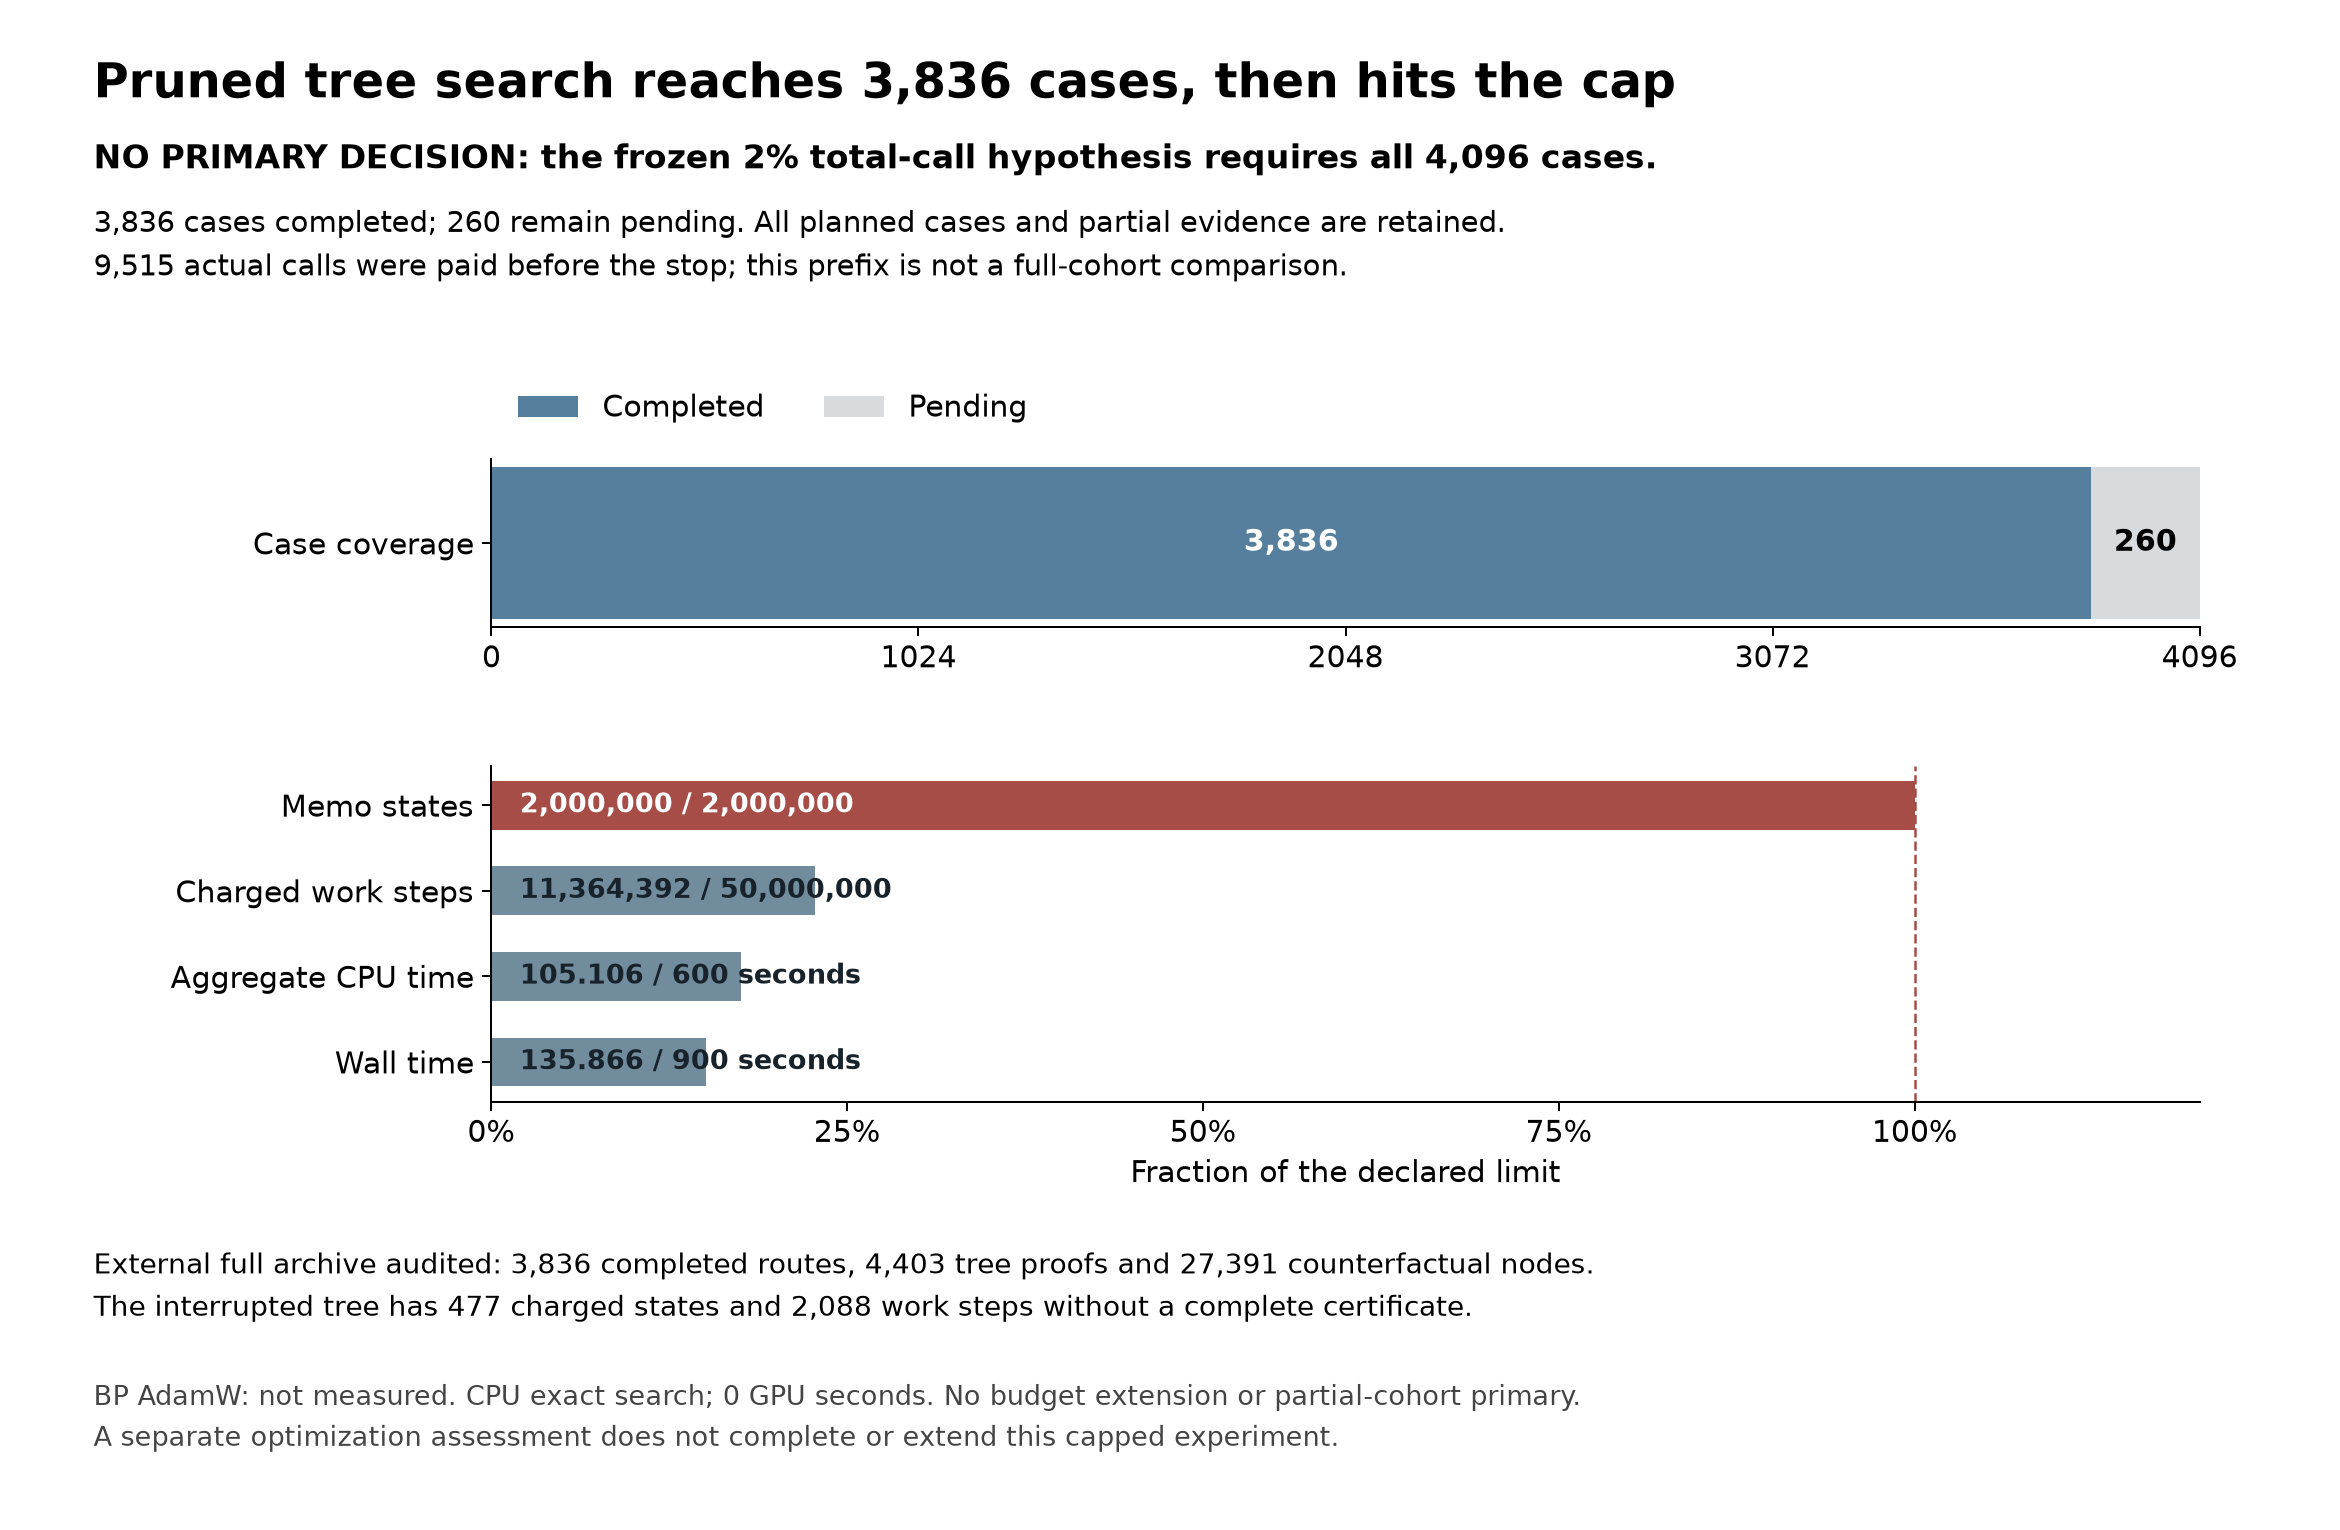 Pruned tree search reaches 3,836 cases, then hits the cap
NO PRIMARY DECISION: the frozen 2% total-call hypothesis requires all 4,096 cases.
3,836 cases completed; 260 remain pending. All planned cases and partial evidence are retained.
9,515 actual calls were paid before the stop; this prefix is not a full-cohort comparison.
Completed Pending
Case coverage 3,836 260
0 1024 2048 3072 4096
Memo states 2,000,000 / 2,000,000
Charged work steps 11,364,392 / 50,000,000
Aggregate CPU time 105.106 / 600 seconds
Wall time 135.866 / 900 seconds
0% 25% 50% 75% 100%
Fraction of the declared limit
External full archive audited: 3,836 completed routes, 4,403 tree proofs and 27,391 counterfactual nodes.
The interrupted tree has 477 charged states and 2,088 work steps without a complete certificate.
BP AdamW: not measured. CPU exact search; 0 GPU seconds. No budget extension or partial-cohort primary.
A separate optimization assessment does not complete or extend this capped experiment.